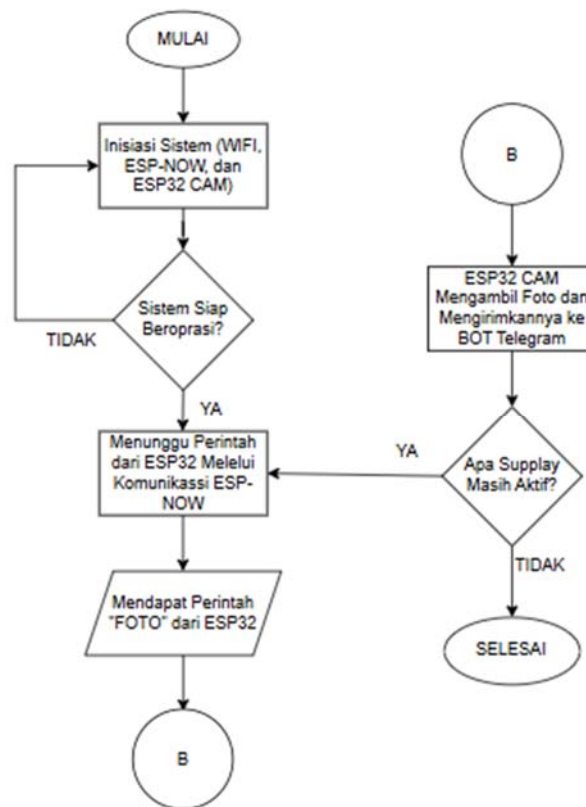 MULAI
Inisiasi Sistem (WIFI,
ESP-NOW, dan
ESP32 CAM)
Sistem Siap
Beroprasi?
TIDAK
YA
Menunggu Perintah
dari ESP32 Melelui
Komunikassi ESP-
NOW
Mendapat Perintah
"FOTO" dari ESP32
B
B
ESP32 CAM
Mengambil Foto dan
Mengirimkannya ke
BOT Telegram
Apa Supplay
Masih Aktif?
YA
TIDAK
SELESAI